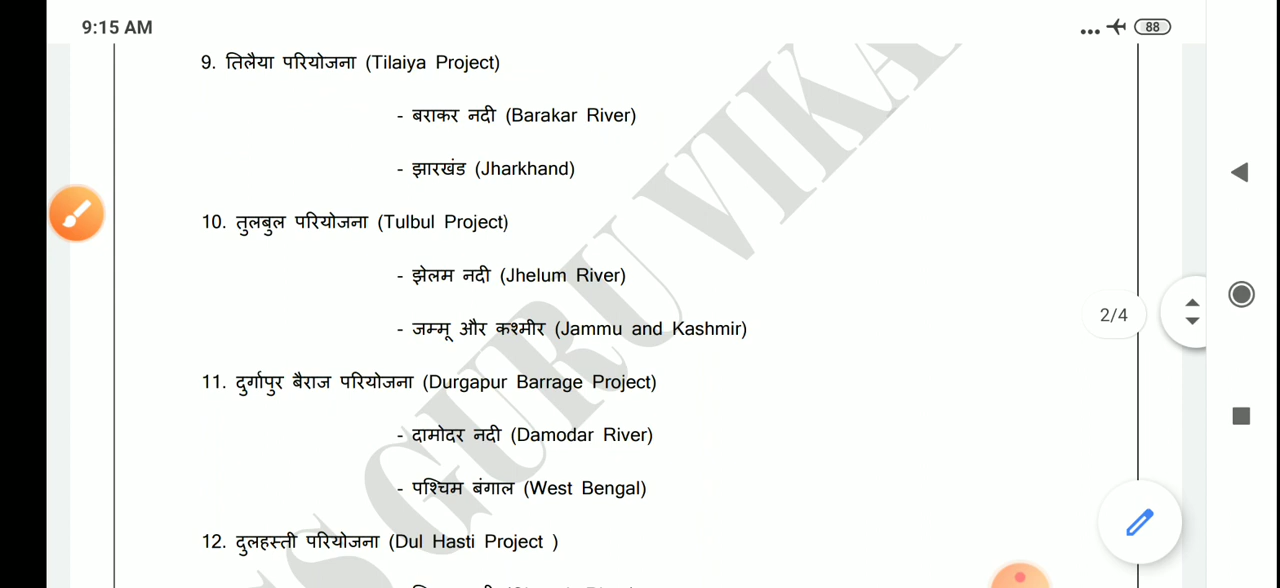 9:15 AM
88
9. तिलैया परियोजना (Tilaiya Project)
- बराकर नदी (Barakar River)
- झारखंड (Jharkhand)
10. तुलबुल परियोजना (Tulbul Project)
- झेलम नदी (Jhelum River)
- जम्मू और कश्मीर (Jammu and Kashmir)
2/4
11. दुर्गापुर बैराज परियोजना (Durgapur Barrage Project)
- दामोदर नदी (Damodar River)
- पश्चिम बंगाल (West Bengal)
12. दुलहस्ती परियोजना (Dul Hasti Project )
S GURU VIKA